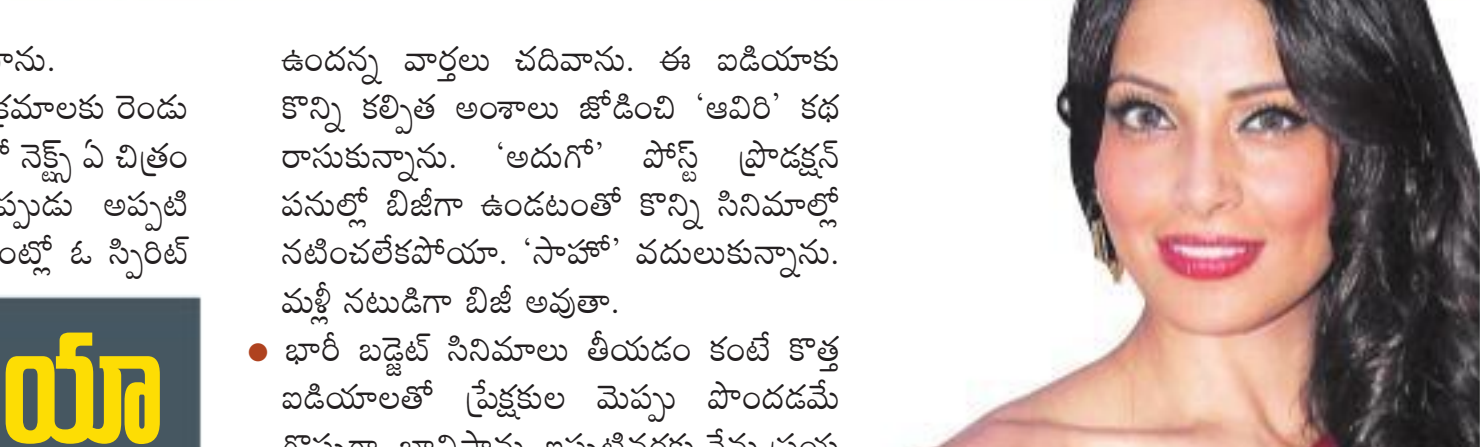 ాను.
క్రమాలకు రెండు
నెక్ట్స్ ఏ చిత్రం
ప్పుడు అప్పటి
ంట్లో ఓ స్పిరిట్
యా
ఉందన్న వార్తలు చదివాను. ఈ ఐడియాకు
కొన్ని కల్పిత అంశాలు జోడించి ‘ఆవిరి’ కథ
రాసుకున్నాను. ‘అదుగో’ పోస్ట్ ప్రొడక్షన్
పనుల్లో బిజీగా ఉండటంతో కొన్ని సినిమాల్లో
నటించలేకపోయా. ‘సాహో’ వదులుకున్నాను.
మళ్లీ నటుడిగా బిజీ అవుతా.
● భారీ బడ్జెట్ సినిమాలు తీయడం కంటే కొత్త
ఐడియాలతో ప్రేక్షకుల మెప్పు పొందడమే